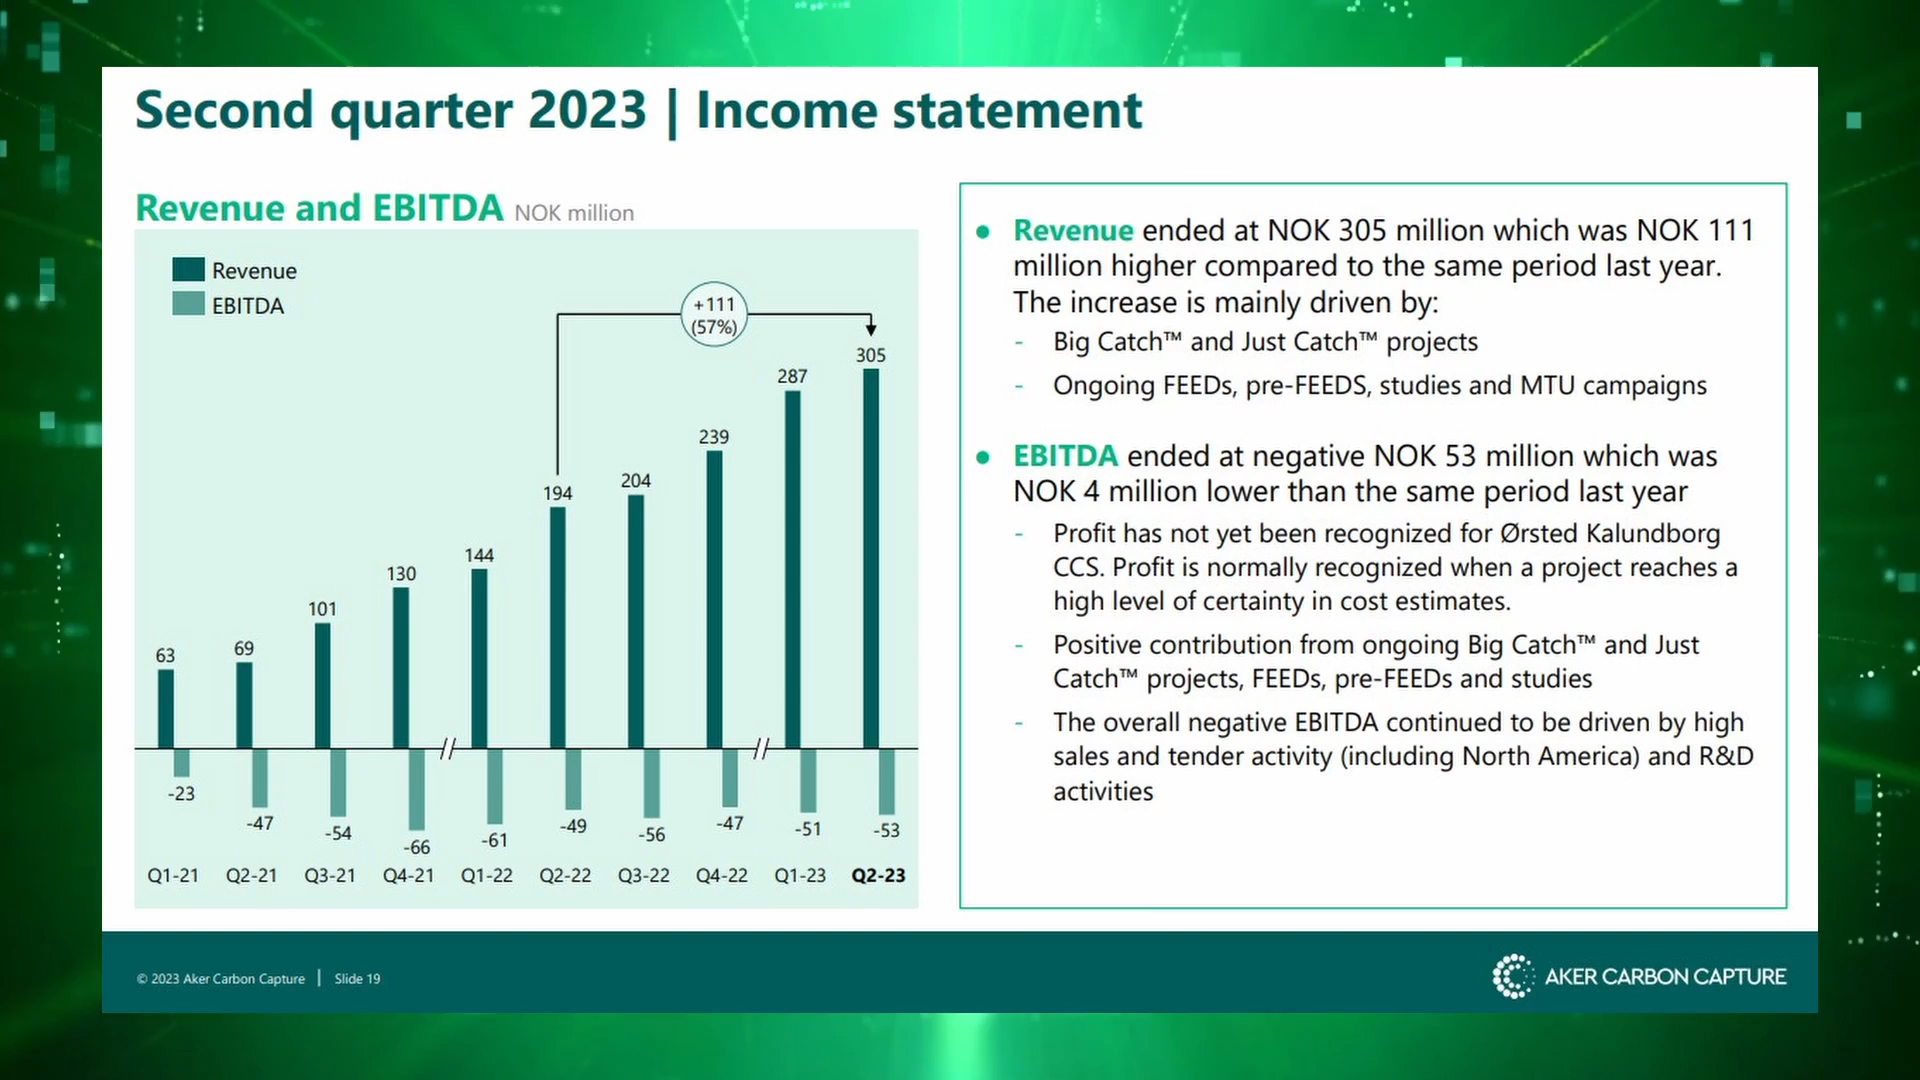 Second quarter 2023 | Income statement
Revenue and EBITDA NOK million
Revenue
EBITDA
+111
(57%)
63
69
101
130
144
194
204
239
287
305
-23
-47
-54
-66
-61
-49
-56
-47
-51
-53
Q1-21
Q2-21
Q3-21
Q4-21
Q1-22
Q2-22
Q3-22
Q4-22
Q1-23
Q2-23
● Revenue ended at NOK 305 million which was NOK 111
million higher compared to the same period last year.
The increase is mainly driven by:
- Big Catch™ and Just Catch™ projects
- Ongoing FEEDs, pre-FEEDS, studies and MTU campaigns
● EBITDA ended at negative NOK 53 million which was
NOK 4 million lower than the same period last year
- Profit has not yet been recognized for Ørsted Kalundborg
CCS. Profit is normally recognized when a project reaches a
high level of certainty in cost estimates.
- Positive contribution from ongoing Big Catch™ and Just
Catch™ projects, FEEDs, pre-FEEDs and studies
- The overall negative EBITDA continued to be driven by high
sales and tender activity (including North America) and R&D
activities
© 2023 Aker Carbon Capture | Slide 19
AKER CARBON CAPTURE